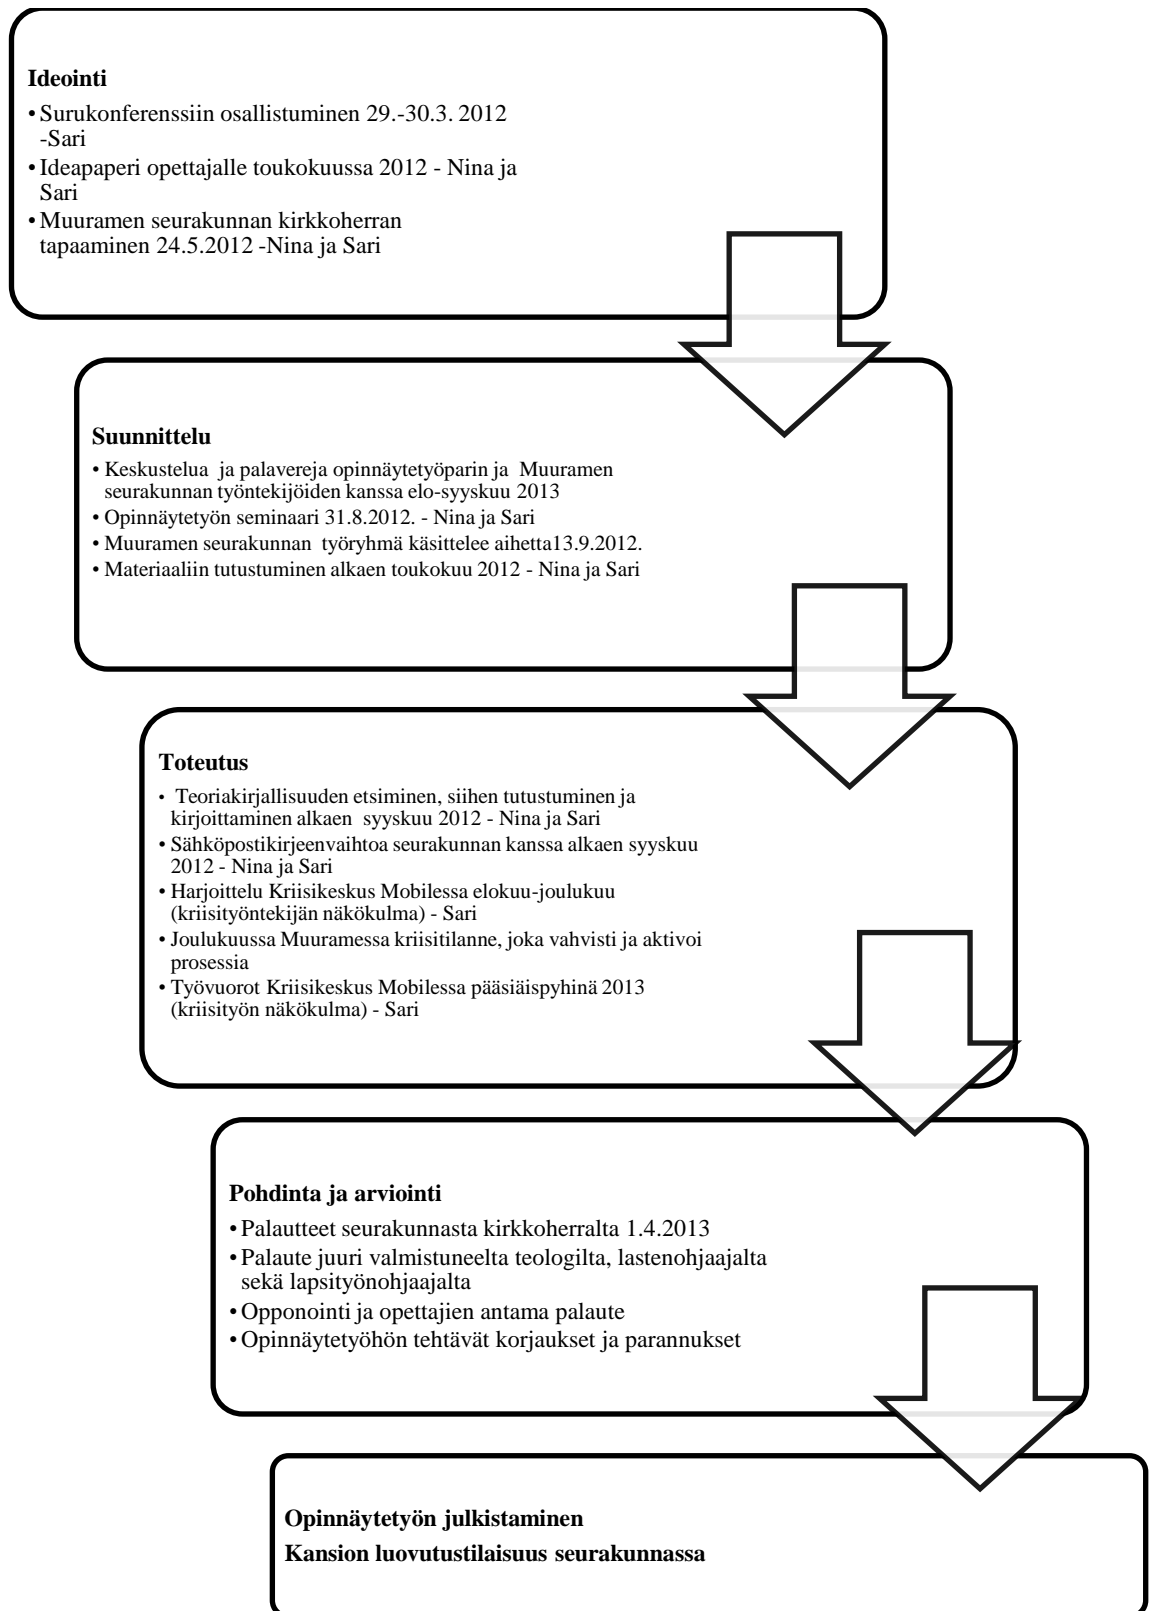 Ideointi
• Surukonferenssiin osallistuminen 29.-30.3. 2012
-Sari
• Ideapaperi opettajalle toukokuussa 2012 - Nina ja
Sari
• Muuramen seurakunnan kirkkoherran
tapaaminen 24.5.2012 -Nina ja Sari
Suunnittelu
• Keskustelua ja palavereja opinnäytetyöparin ja Muuramen
seurakunnan työntekijöiden kanssa elo-syyskuu 2013
• Opinnäytetyön seminaari 31.8.2012. - Nina ja Sari
• Muuramen seurakunnan työryhmä käsittelee aihetta13.9.2012.
• Materiaaliin tutustuminen alkaen toukokuu 2012 - Nina ja Sari
Toteutus
• Teoriakirjallisuuden etsiminen, siihen tutustuminen ja
kirjoittaminen alkaen syyskuu 2012 - Nina ja Sari
• Sähköpostikirjeenvaihtoa seurakunnan kanssa alkaen syyskuu
2012 - Nina ja Sari
• Harjoittelu Kriisikeskus Mobilessa elokuu-joulukuu
(kriisityöntekijän näkökulma) - Sari
• Joulukuussa Muuramessa kriisitilanne, joka vahvisti ja aktivoi
prosessia
• Työvuorot Kriisikeskus Mobilessa pääsiäispyhinä 2013
(kriisityön näkökulma) - Sari
Pohdinta ja arviointi
• Palautteet seurakunnasta kirkkoherralta 1.4.2013
• Palaute juuri valmistuneelta teologilta, lastenohjaajalta
sekä lapsityönohjaajalta
• Opponointi ja opettajien antama palaute
• Opinnäytetyöhön tehtävät korjaukset ja parannukset
Opinnäytetyön julkistaminen
Kansion luovutustilaisuus seurakunnassa